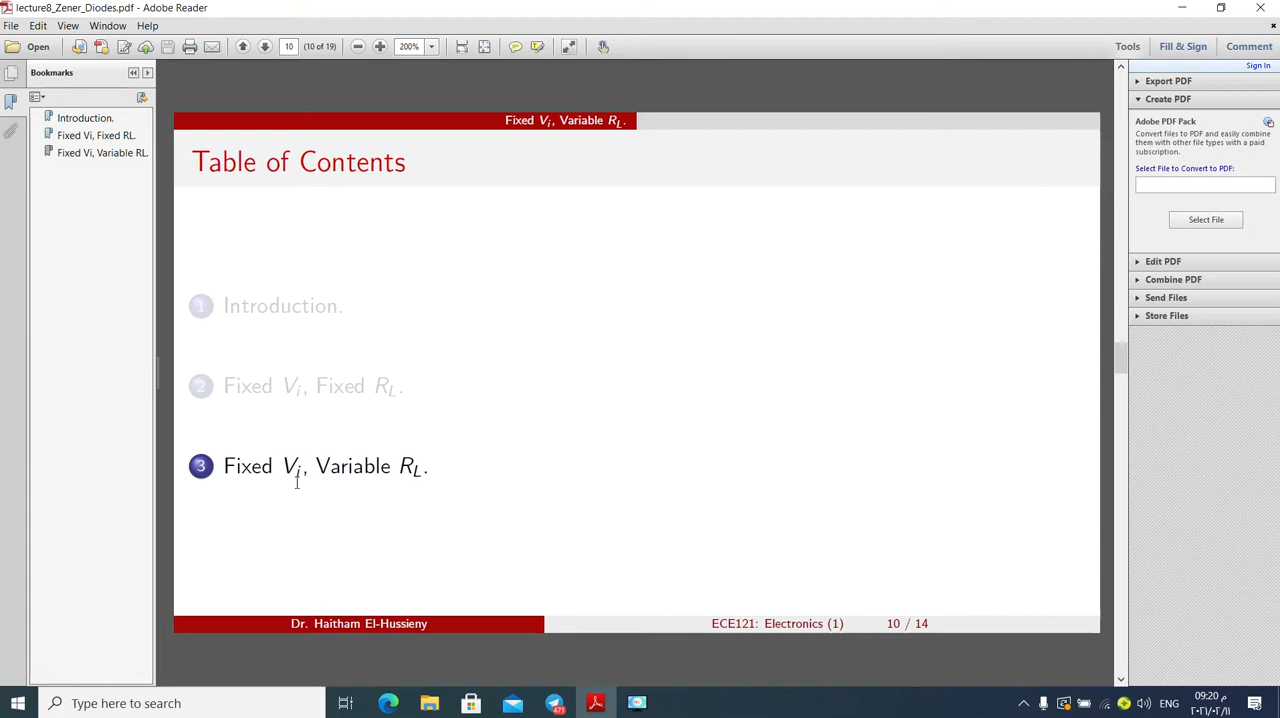 lecture8_Zener_Diodes.pdf - Adobe Reader
File Edit View Window Help
Open 10 (10 of 19) 200% Tools Fill & Sign Comment
Sign In
Bookmarks
Introduction.
Fixed Vi, Fixed RL.
Fixed Vi, Variable RL.
Fixed Vi, Variable RL.
Table of Contents
1 Introduction.
2 Fixed Vi, Fixed RL.
3 Fixed Vi, Variable RL.
Dr. Haitham El-Hussieny ECE121: Electronics (1) 10 / 14
Export PDF
Create PDF
Adobe PDF Pack
Convert files to PDF and easily combine
them with other file types with a paid
subscription.
Select File to Convert to PDF:
Select File
Edit PDF
Combine PDF
Send Files
Store Files
Type here to search
471
ENG
09:20 م